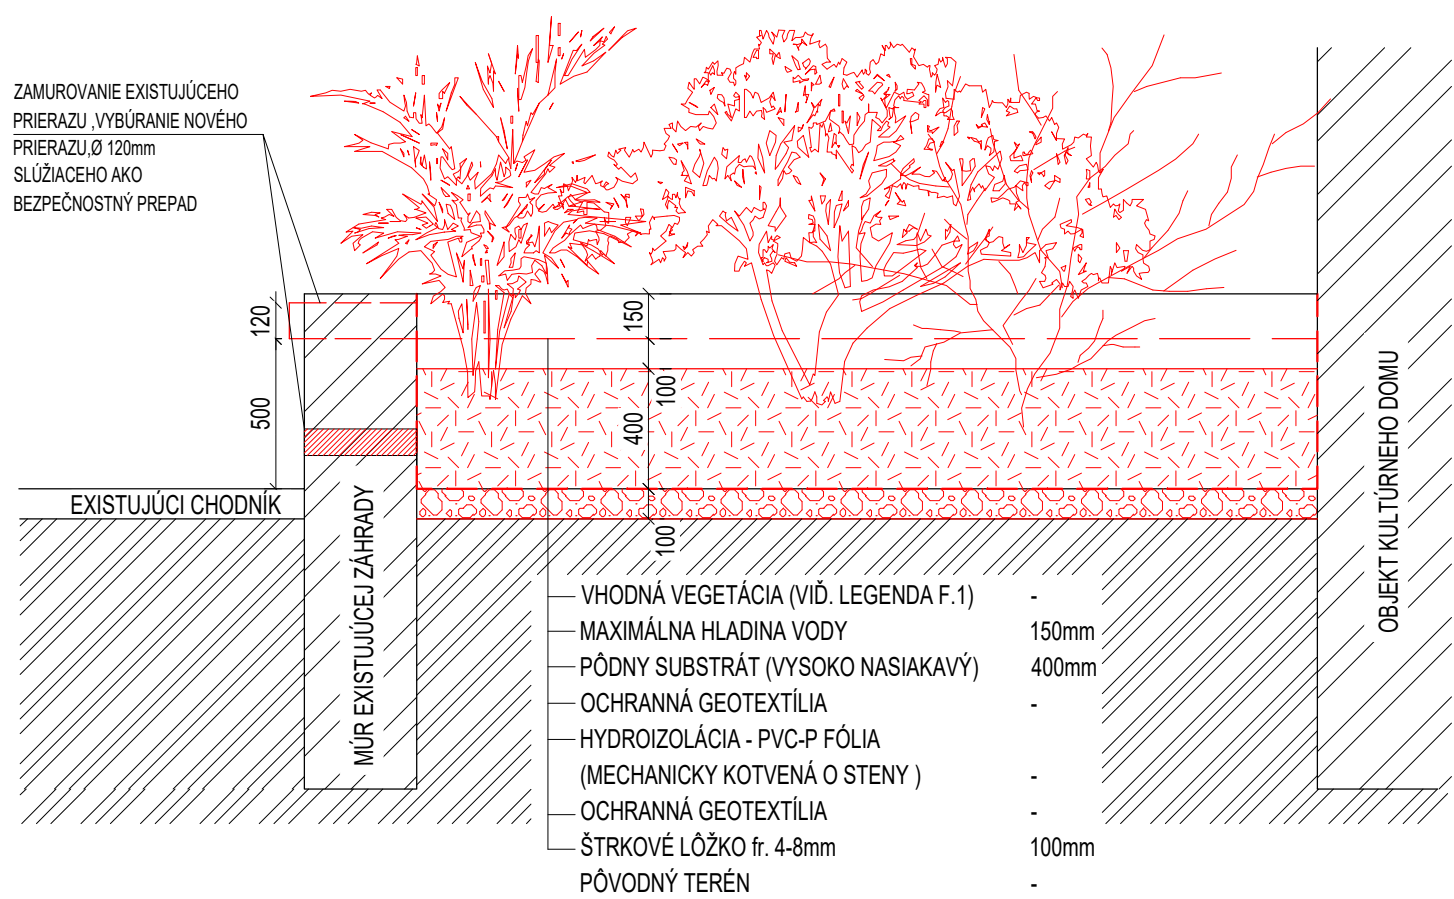 ZAMUROVANIE EXISTUJÚCEHO
PRIERAZU ,VYBÚRANIE NOVÉHO
PRIERAZU,Ø 120mm
SLÚŽIACEHO AKO
BEZPEČNOSTNÝ PREPAD
120
500
150
100
400
100
EXISTUJÚCI CHODNÍK
MÚR EXISTUJÚCEJ ZÁHRADY
OBJEKT KULTÚRNEHO DOMU
VHODNÁ VEGETÁCIA (VIĎ. LEGENDA F.1) -
MAXIMÁLNA HLADINA VODY 150mm
PÔDNY SUBSTRÁT (VYSOKO NASIAKAVÝ) 400mm
OCHRANNÁ GEOTEXTÍLIA -
HYDROIZOLÁCIA - PVC-P FÓLIA
(MECHANICKY KOTVENÁ O STENY ) -
OCHRANNÁ GEOTEXTÍLIA -
ŠTRKOVÉ LÔŽKO fr. 4-8mm 100mm
PÔVODNÝ TERÉN -